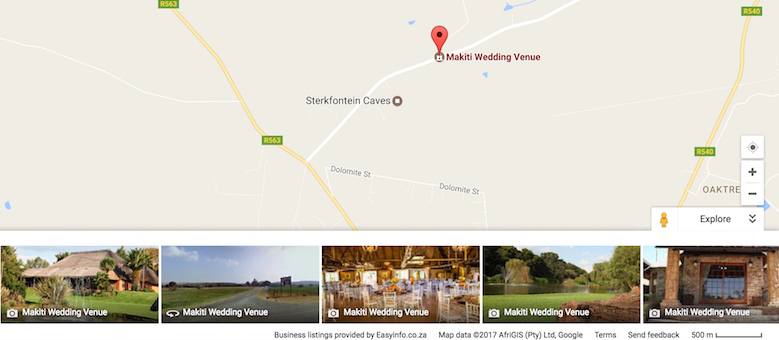 R563
R540
Makiti Wedding Venue
Sterkfontein Caves
R563
R540
Dolomite St
Dolomite St
OAKTRE
Explore
Makiti Wedding Venue
Makiti Wedding Venue
Makiti Wedding Venue
Makiti Wedding Venue
Makiti Wedding Venue
Business listings provided by Easyinfo.co.za Map data ©2017 AfriGIS (Pty) Ltd, Google Terms Send feedback 500 m